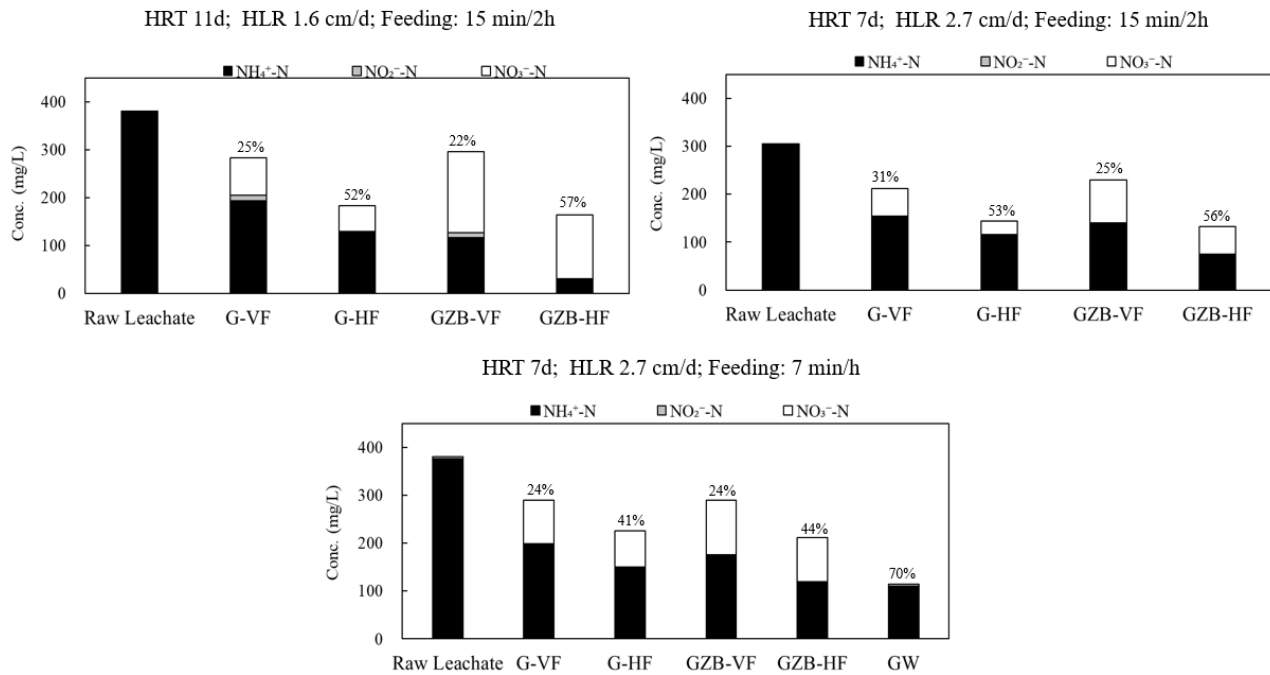 HRT 11d; HLR 1.6 cm/d; Feeding: 15 min/2h
NH₄⁺-N NO₂⁻-N NO₃⁻-N
Conc. (mg/L)
400
300
200
100
0
25%
52%
22%
57%
Raw Leachate G-VF G-HF GZB-VF GZB-HF
HRT 7d; HLR 2.7 cm/d; Feeding: 15 min/2h
NH₄⁺-N NO₂⁻-N NO₃⁻-N
Conc. (mg/L)
400
300
200
100
0
31%
53%
25%
56%
Raw Leachate G-VF G-HF GZB-VF GZB-HF
HRT 7d; HLR 2.7 cm/d; Feeding: 7 min/h
NH₄⁺-N NO₂⁻-N NO₃⁻-N
Conc. (mg/L)
400
300
200
100
0
24%
41%
24%
44%
70%
Raw Leachate G-VF G-HF GZB-VF GZB-HF GW